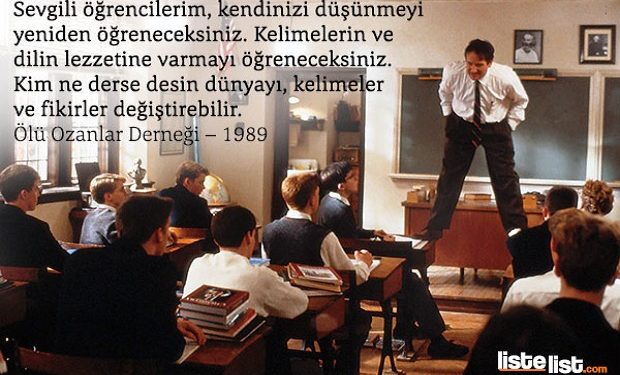 Sevgili öğrencilerim, kendinizi düşünmeyi
yeniden öğreneceksiniz. Kelimelerin ve
dilin lezzetine varmayı öğreneceksiniz.
Kim ne derse desin dünyayı, kelimeler
ve fikirler değiştirebilir.
Ölü Ozanlar Derneği – 1989
listelist.com